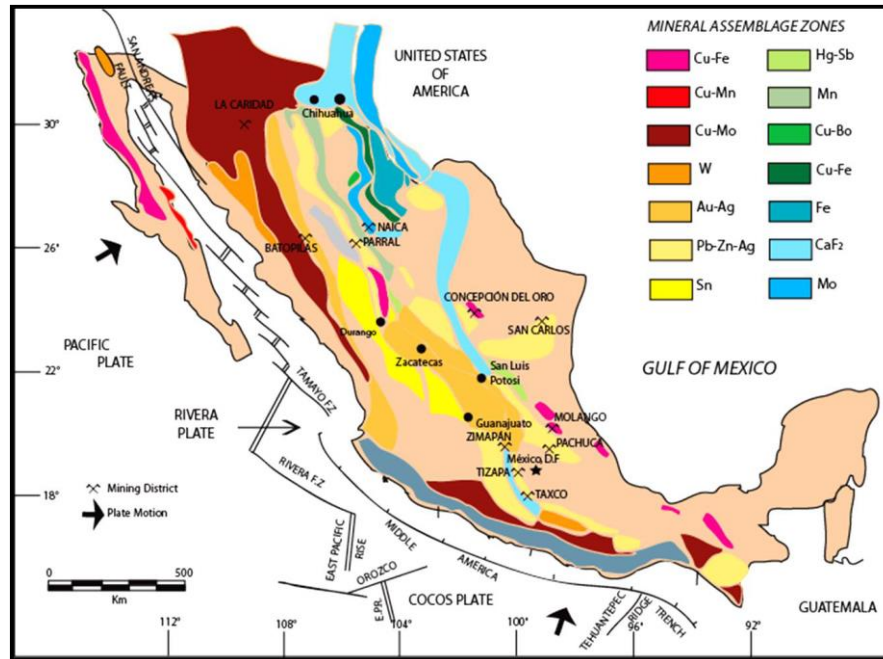 MINERAL ASSEMBLAGE ZONES
Cu-Fe
Hg-Sb
Cu-Mn
Mn
Cu-Mo
Cu-Bo
W
Cu-Fe
Au-Ag
Fe
Pb-Zn-Ag
CaF₂
Sn
Mo
UNITED STATES
OF
AMERICA
SAN ANDREAS
FAULT
LA CARIDAD
Chihuahua
30°
NAICA
PARRAL
BATOPILAS
26°
CONCEPCIÓN DEL ORO
SAN CARLOS
Durango
Zacatecas
PACIFIC
PLATE
22°
TAMAYO F.Z
San Luis
Potosi
GULF OF MEXICO
RIVERA
PLATE
Guanajuato
MOLANGO
ZIMAPÁN
PACHUCA
México D.F
TIZAPA
TAXCO
RIVERA F.Z
18°
Mining District
Plate Motion
MIDDLE
AMERICA
TRENCH
EAST PACIFIC
RISE
OROZCO
E.PR.
COCOS PLATE
TEHUANTEPEC
RIDGE
GUATEMALA
0
500
Km
112°
108°
104°
100°
96°
92°